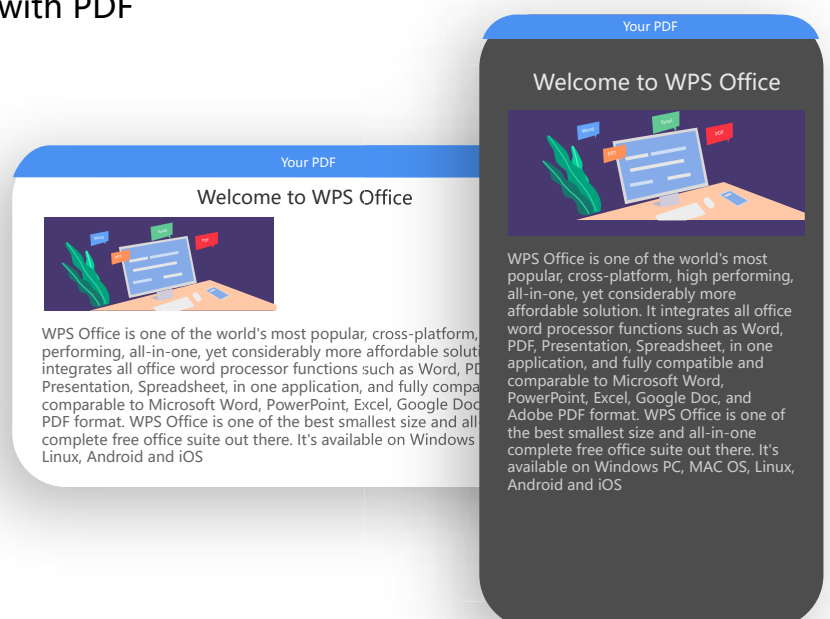 with PDF
Your PDF
Welcome to WPS Office
WPS Office is one of the world's most popular, cross-platform,
performing, all-in-one, yet considerably more affordable
integrates all office word processor functions such as Word,
Presentation, Spreadsheet, in one application, and fully
comparable to Microsoft Word, PowerPoint, Excel, Google Doc
PDF format. WPS Office is one of the best smallest size and
complete free office suite out there. It's available on Windows
Linux, Android and iOS
Your PDF
Welcome to WPS Office
Word
Send
PDF
WPS Office is one of the world's most
popular, cross-platform, high performing,
all-in-one, yet considerably more
affordable solution. It integrates all office
word processor functions such as Word,
PDF, Presentation, Spreadsheet, in one
application, and fully compatible and
comparable to Microsoft Word,
PowerPoint, Excel, Google Doc, and
Adobe PDF format. WPS Office is one of
the best smallest size and all-in-one
complete free office suite out there. It's
available on Windows PC, MAC OS, Linux,
Android and iOS